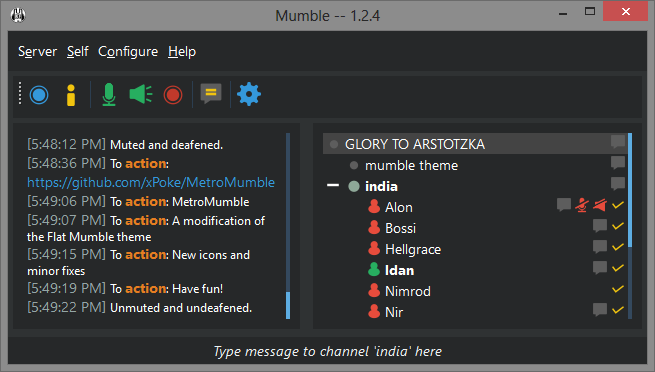 Mumble -- 1.2.4
Server Self Configure Help
[5:48:12 PM] Muted and deafened.
[5:48:36 PM] To action:
https://github.com/xPoke/MetroMumble
[5:49:06 PM] To action: MetroMumble
[5:49:07 PM] To action: A modification of
the Flat Mumble theme
[5:49:15 PM] To action: New icons and
minor fixes
[5:49:19 PM] To action: Have fun!
[5:49:22 PM] Unmuted and undeafened.
GLORY TO ARSTOTZKA
mumble theme
india
Alon
Bossi
Hellgrace
Idan
Nimrod
Nir
Type message to channel 'india' here